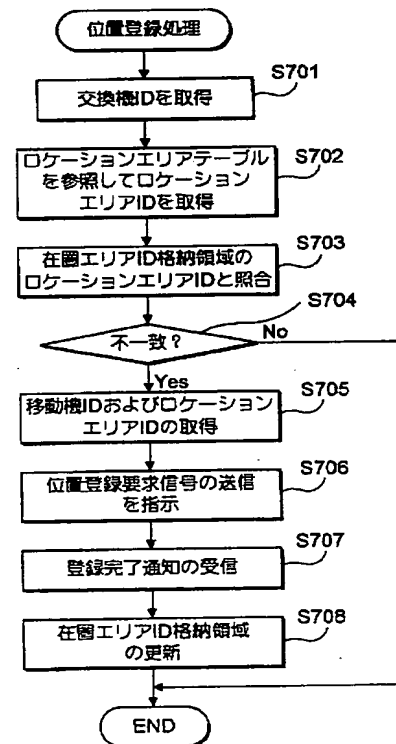 位置登録処理
S701
交換機IDを取得
S702
ロケーションエリアテーブル
を参照してロケーション
エリアIDを取得
S703
在圏エリアID格納領域の
ロケーションエリアIDと照合
S704
不一致？
No
Yes
S705
移動機IDおよびロケーション
エリアIDの取得
S706
位置登録要求信号の送信
を指示
S707
登録完了通知の受信
S708
在圏エリアID格納領域
の更新
END